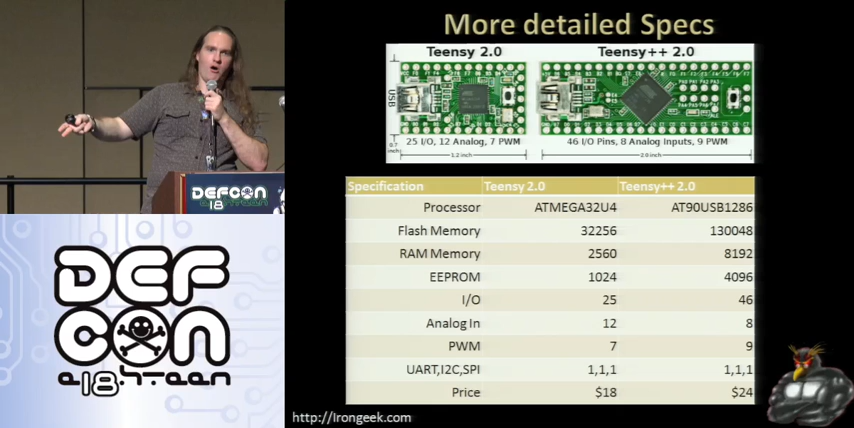 More detailed Specs
Teensy 2.0
Teensy++ 2.0
USB
0.7 inch
25 I/O, 12 Analog, 7 PWM
46 I/O Pins, 8 Analog Inputs, 9 PWM
1.2 inch
2.0 inch
Specification Teensy 2.0 Teensy++ 2.0
Processor ATMEGA32U4 AT90USB1286
Flash Memory 32256 130048
RAM Memory 2560 8192
EEPROM 1024 4096
I/O 25 46
Analog In 12 8
PWM 7 9
UART,I2C,SPI 1,1,1 1,1,1
Price $18 $24
http://Irongeek.com
DEFCON
18
DEF
CON
e18hteen